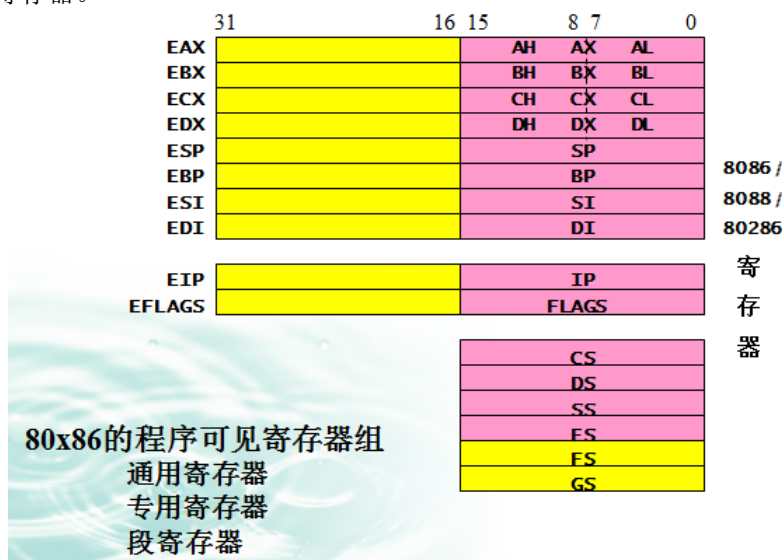 存器。
31 16 15 8 7 0
EAX AH AX AL
EBX BH BX BL
ECX CH CX CL
EDX DH DX DL
ESP SP
EBP BP
ESI SI
EDI DI
8086 /
8088 /
80286
寄
存
器
EIP IP
EFLAGS FLAGS
CS
DS
SS
ES
FS
GS
80x86的程序可见寄存器组
通用寄存器
专用寄存器
段寄存器